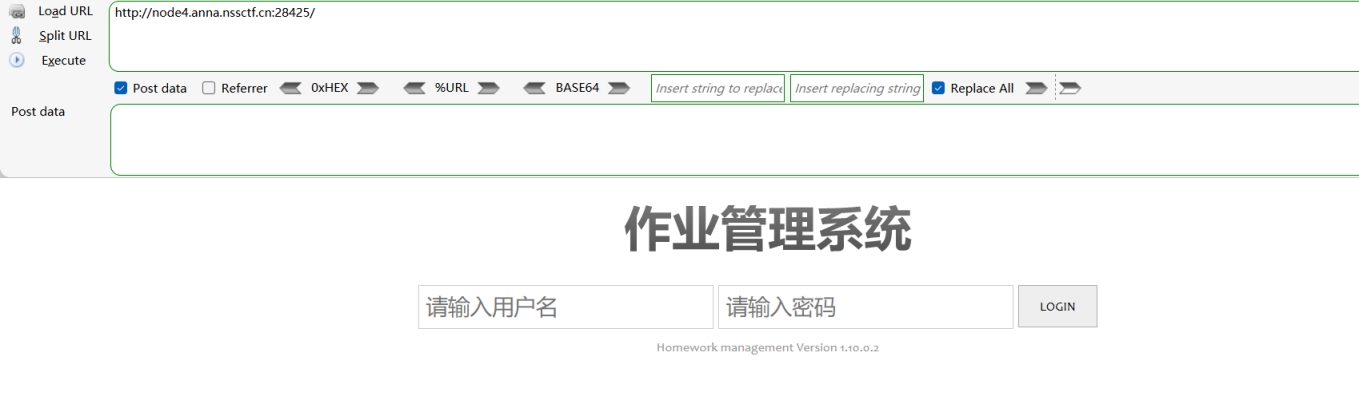 Load URL
http://node4.anna.nssctf.cn:28425/
Split URL
Execute
Post data Referrer 0xHEX %URL BASE64 Insert string to replace Insert replacing string Replace All
Post data
作业管理系统
请输入用户名 请输入密码 LOGIN
Homework management Version 1.10.0.2